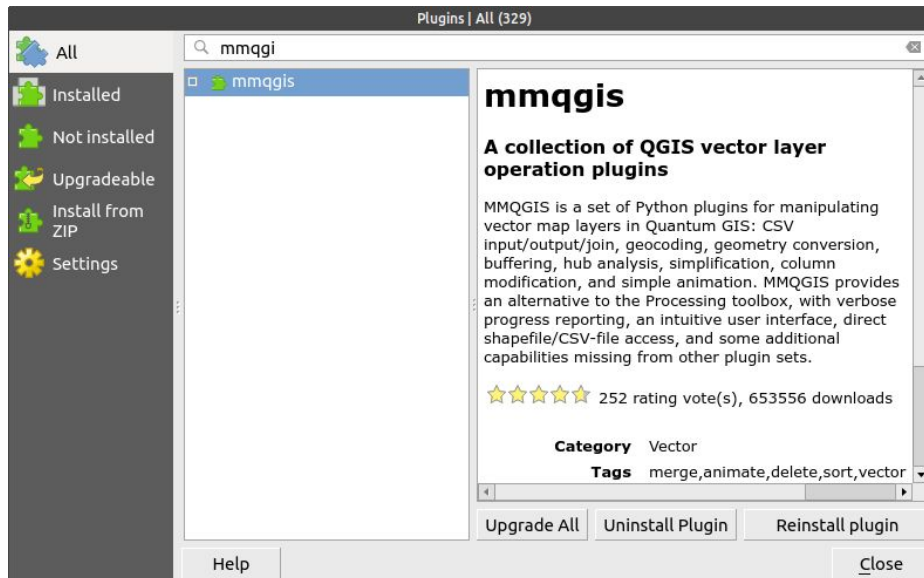 Plugins | All (329)
All
Installed
Not installed
Upgradeable
Install from
ZIP
Settings
mmqgi
mmqgis
mmqgis
A collection of QGIS vector layer
operation plugins
MMQGIS is a set of Python plugins for manipulating
vector map layers in Quantum GIS: CSV
input/output/join, geocoding, geometry conversion,
buffering, hub analysis, simplification, column
modification, and simple animation. MMQGIS provides
an alternative to the Processing toolbox, with verbose
progress reporting, an intuitive user interface, direct
shapefile/CSV-file access, and some additional
capabilities missing from other plugin sets.
252 rating vote(s), 653556 downloads
Category Vector
Tags merge,animate,delete,sort,vector
Upgrade All Uninstall Plugin Reinstall plugin
Help Close